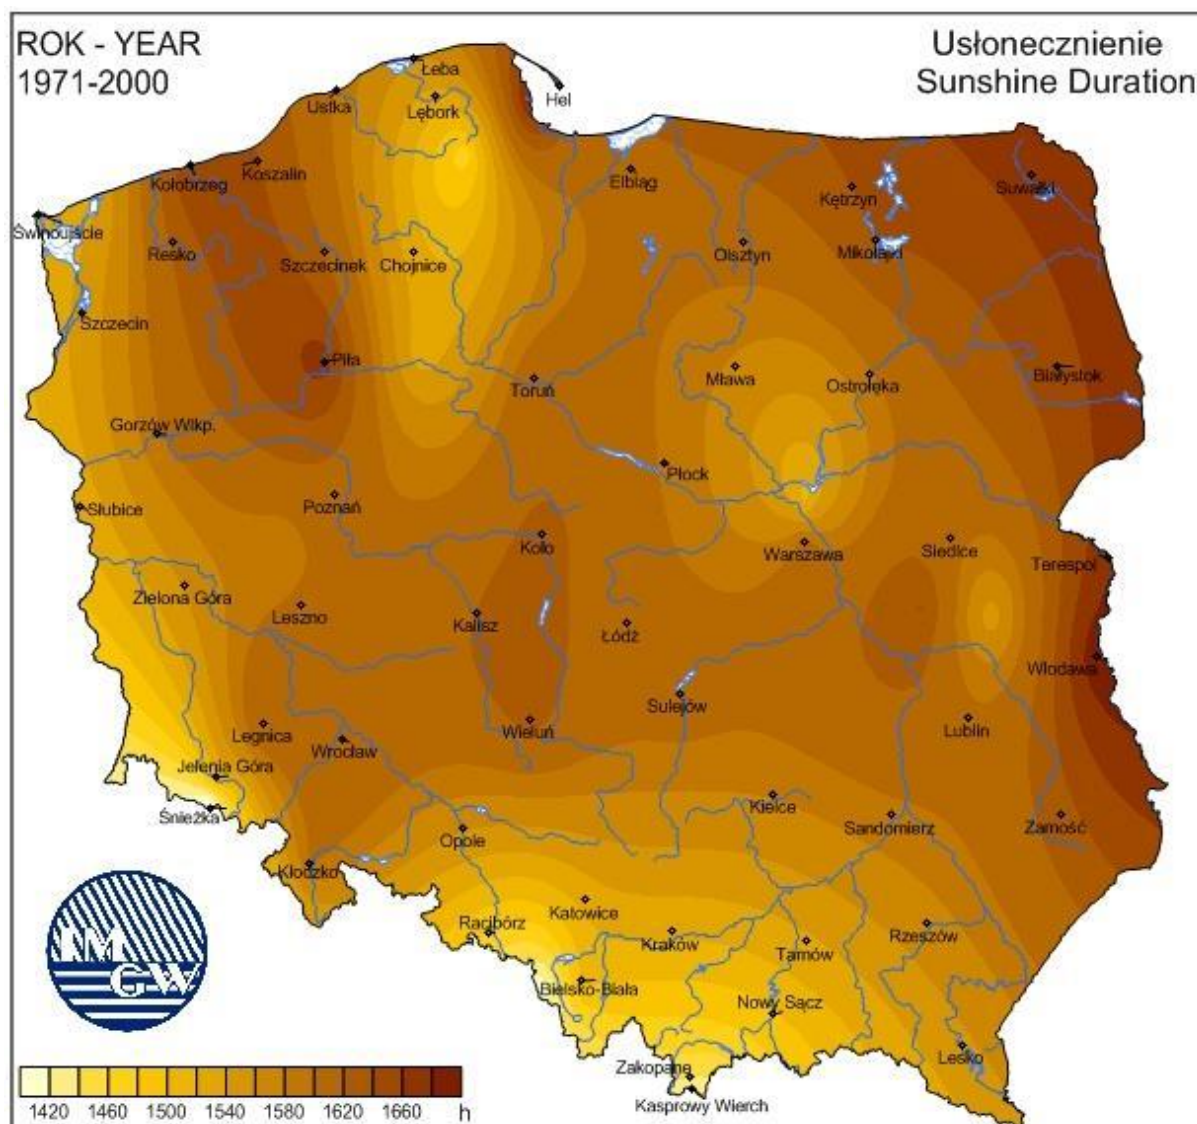 ROK - YEAR
1971-2000
Usłonecznienie
Sunshine Duration
Łeba
Hel
Ustka
Lębork
Kołobrzeg
Koszalin
Elbląg
Kętrzyn
Suwałki
Świnoujście
Resko
Szczecinek
Chojnice
Olsztyn
Mikołajki
Szczecin
Piła
Toruń
Mława
Ostrołęka
Białystok
Gorzów Wlkp.
Płock
Słubice
Poznań
Koło
Warszawa
Siedlce
Terespol
Zielona Góra
Leszno
Kalisz
Łódź
Włodawa
Sulejów
Legnica
Wrocław
Wieluń
Lublin
Jelenia Góra
Śnieżka
Kielce
Sandomierz
Zamość
Opole
Kłodzko
Katowice
Racibórz
Kraków
Tarnów
Rzeszów
IM
GW
Bielsko-Biała
Nowy Sącz
Lesko
Zakopane
Kasprowy Wierch
1420 1460 1500 1540 1580 1620 1660 h